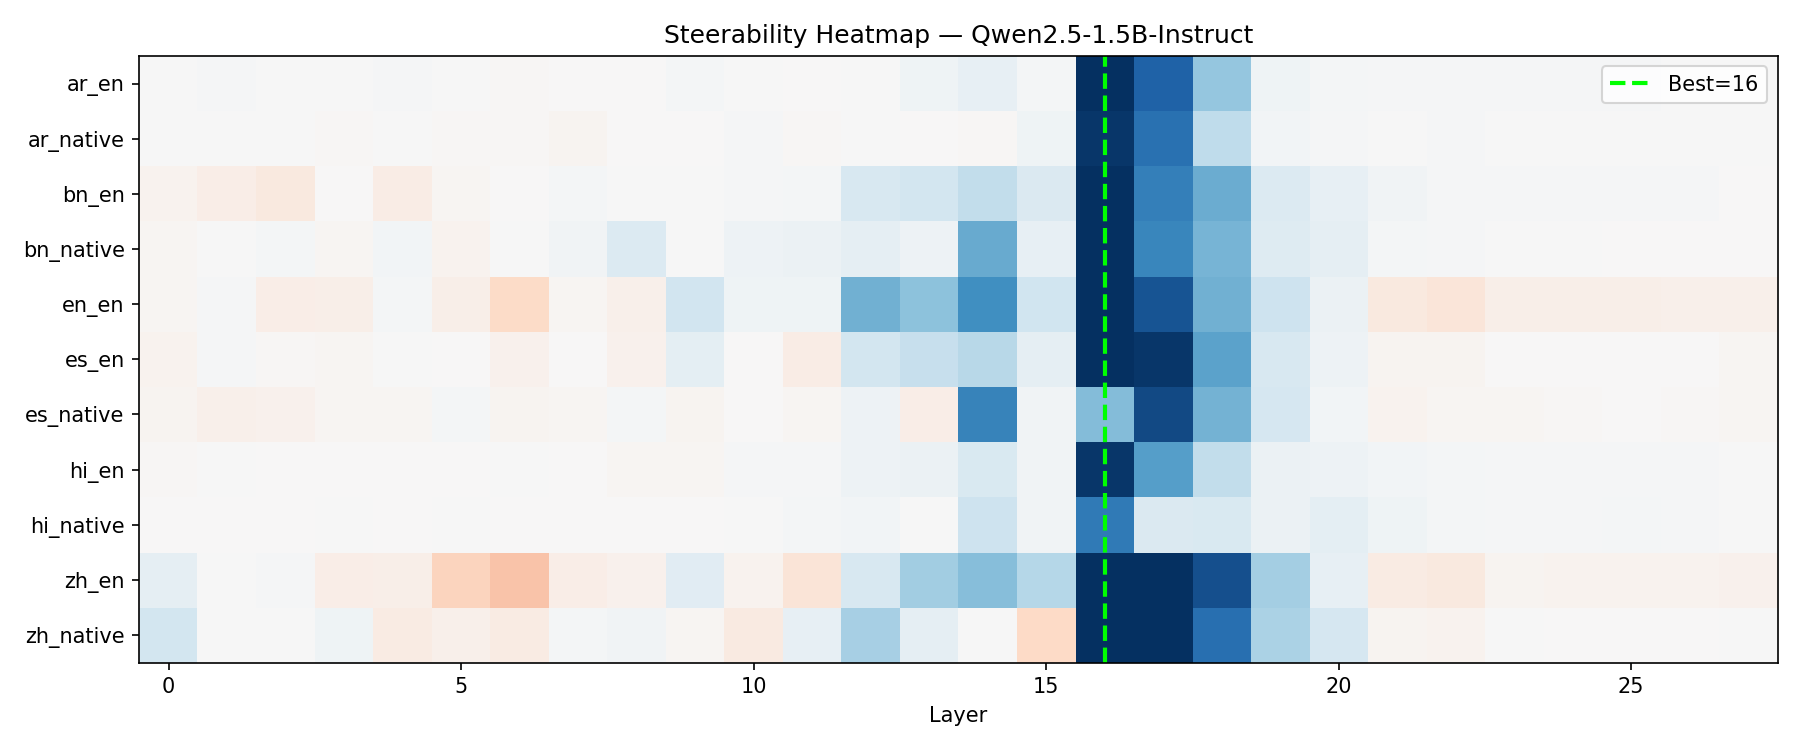 Steerability Heatmap — Qwen2.5-1.5B-Instruct
Best=16
ar_en
ar_native
bn_en
bn_native
en_en
es_en
es_native
hi_en
hi_native
zh_en
zh_native
0 5 10 15 20 25
Layer